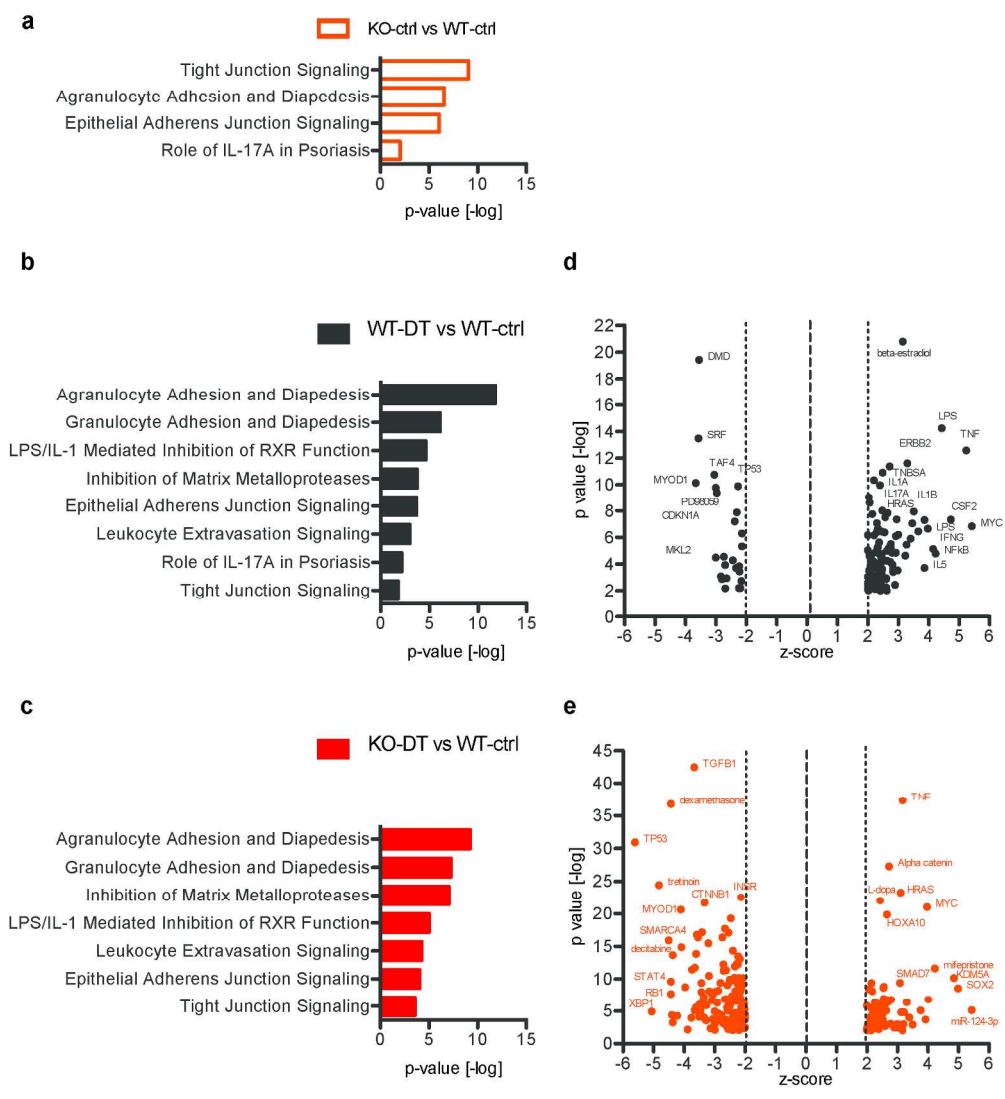 a
KO-ctrl vs WT-ctrl
Tight Junction Signaling
Agranulocyte Adhesion and Diapedesis
Epithelial Adherens Junction Signaling
Role of IL-17A in Psoriasis
0 5 10 15
p-value [-log]
b
WT-DT vs WT-ctrl
Agranulocyte Adhesion and Diapedesis
Granulocyte Adhesion and Diapedesis
LPS/IL-1 Mediated Inhibition of RXR Function
Inhibition of Matrix Metalloproteases
Epithelial Adherens Junction Signaling
Leukocyte Extravasation Signaling
Role of IL-17A in Psoriasis
Tight Junction Signaling
0 5 10 15
p-value [-log]
d
p value [-log]
22
20
18
16
14
12
10
8
6
4
2
0
beta-estradiol
DMD
LPS
SRF
TNF
ERBB2
TAF4
TP53
TNBSA
MYOD1
IL1A
IL17A
IL1B
PD98059
HRAS
CSF2
CDKN1A
LPS
MYC
IFNG
MKL2
NFkB
IL5
-6 -5 -4 -3 -2 -1 0 1 2 3 4 5 6
z-score
c
KO-DT vs WT-ctrl
Agranulocyte Adhesion and Diapedesis
Granulocyte Adhesion and Diapedesis
Inhibition of Matrix Metalloproteases
LPS/IL-1 Mediated Inhibition of RXR Function
Leukocyte Extravasation Signaling
Epithelial Adherens Junction Signaling
Tight Junction Signaling
0 5 10 15
p-value [-log]
e
p value [-log]
45
40
35
30
25
20
15
10
5
0
TGFB1
dexamethasone
TNF
TP53
Alpha catenin
tretinoin
INSR
CTNNB1
L-dopa
HRAS
MYOD1
MYC
HOXA10
SMARCA4
decitabine
mifepristone
STAT4
SMAD7
KDM5A
RB1
SOX2
XBP1
miR-124-3p
-6 -5 -4 -3 -2 -1 0 1 2 3 4 5 6
z-score